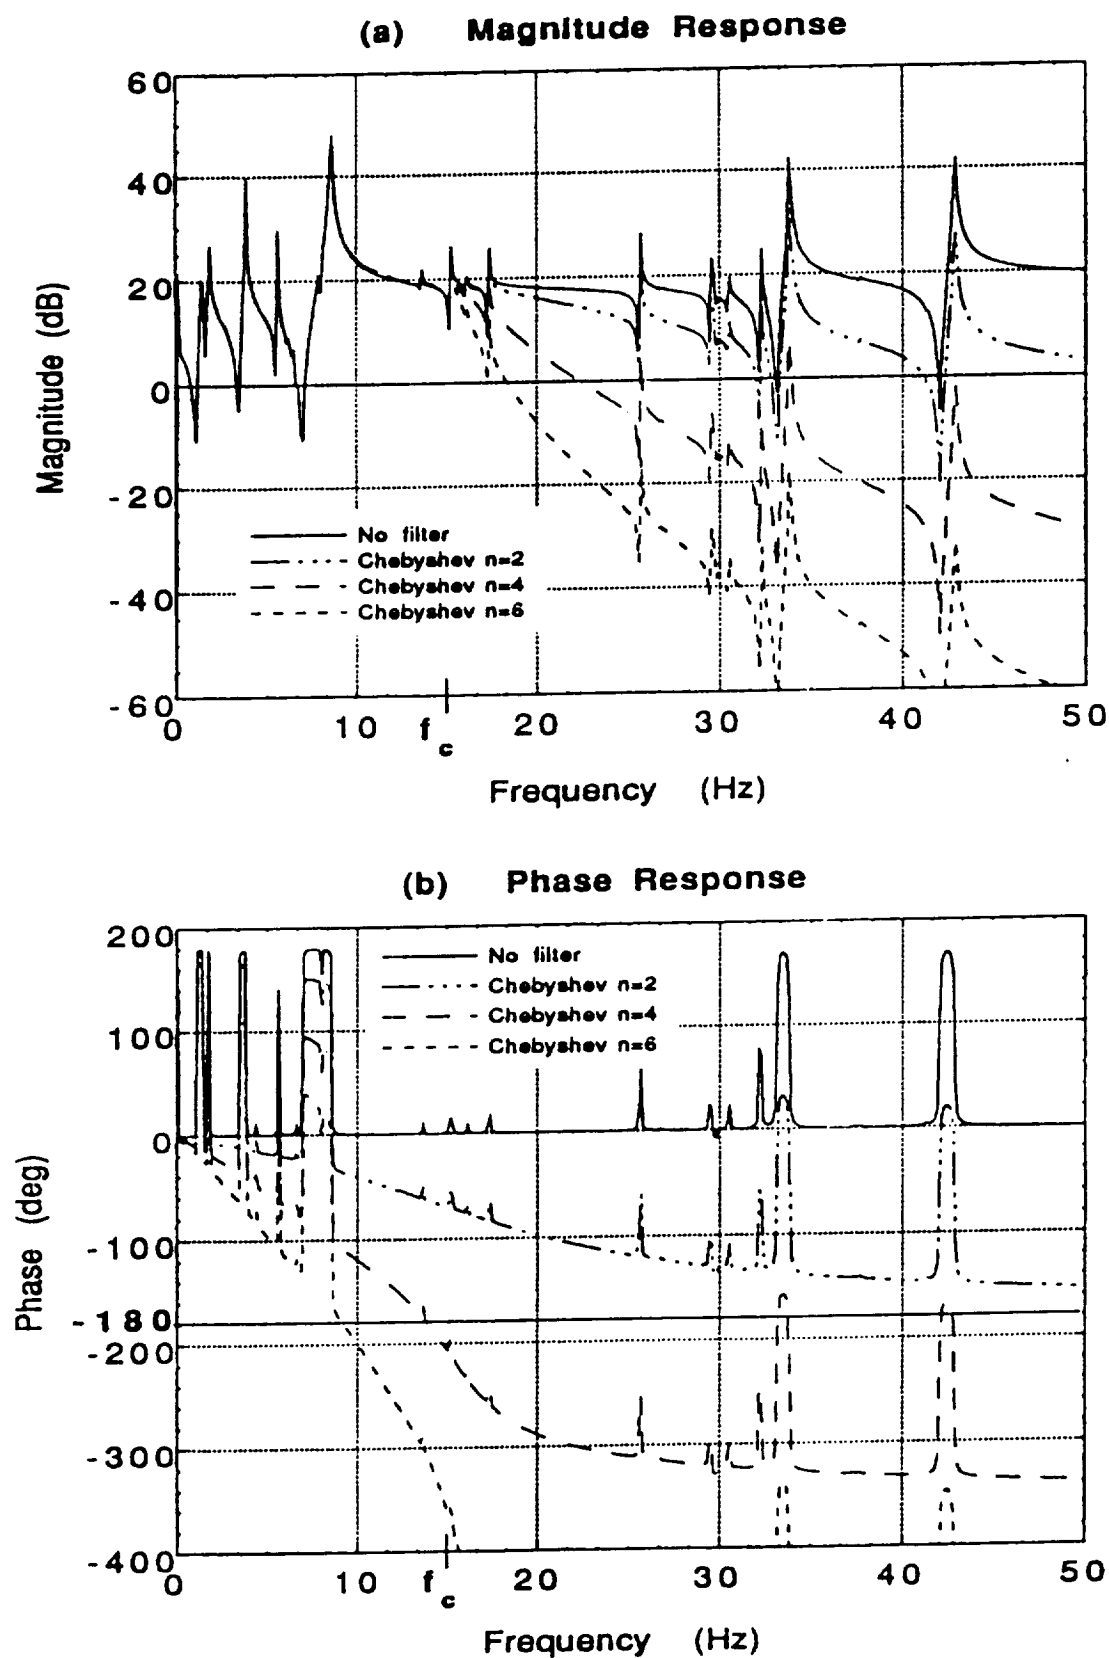 (a) Magnitude Response
60
40
20
0
-20
-40
-60
Magnitude (dB)
No filter
Chebyshev n=2
Chebyshev n=4
Chebyshev n=6
0 10 f c 20 30 40 50
Frequency (Hz)
(b) Phase Response
200
100
0
-100
-180
-200
-300
-400
Phase (deg)
No filter
Chebyshev n=2
Chebyshev n=4
Chebyshev n=6
0 10 f c 20 30 40 50
Frequency (Hz)